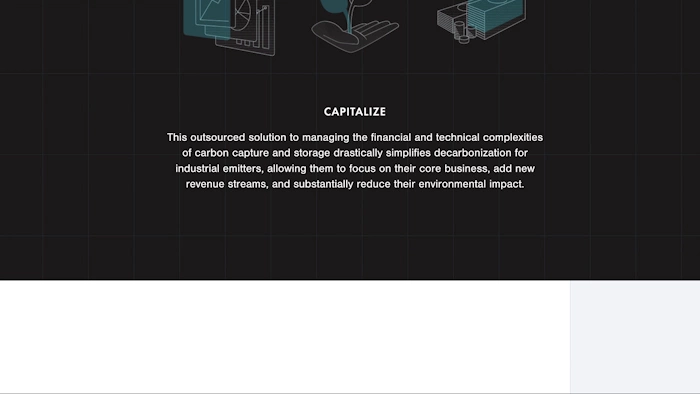 CAPITALIZE
This outsourced solution to managing the financial and technical complexities
of carbon capture and storage drastically simplifies decarbonization for
industrial emitters, allowing them to focus on their core business, add new
revenue streams, and substantially reduce their environmental impact.